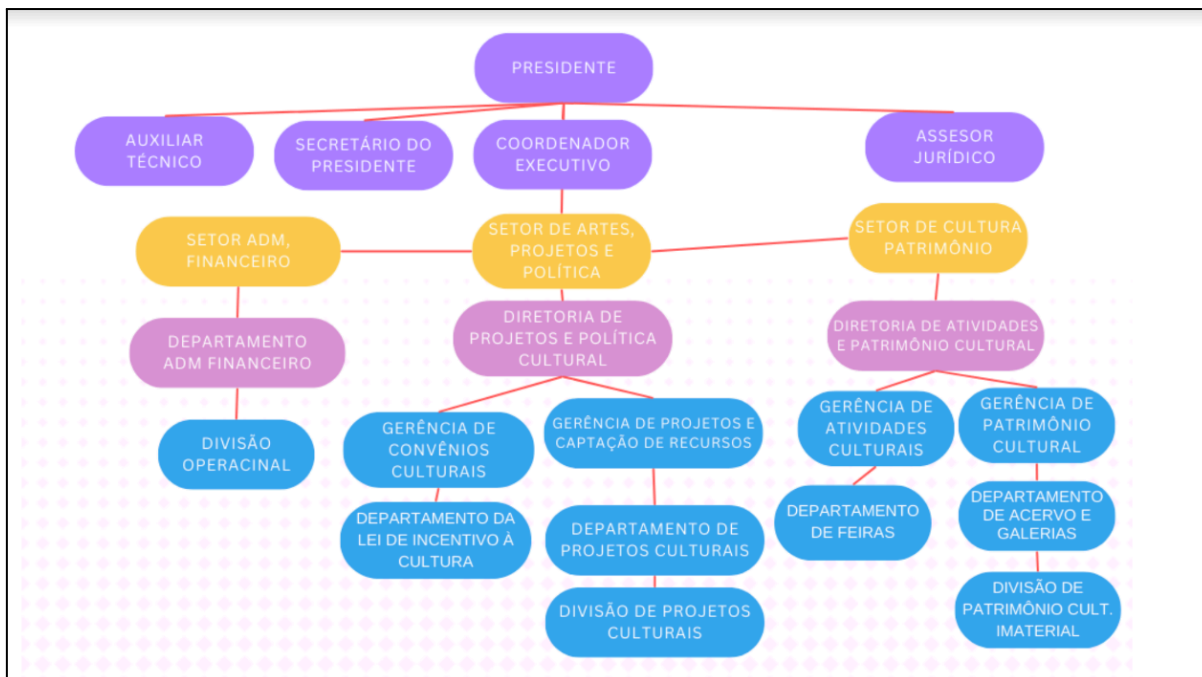 PRESIDENTE
AUXILIAR
TÉCNICO
SECRETÁRIO DO
PRESIDENTE
COORDENADOR
EXECUTIVO
ASSESOR
JURÍDICO
SETOR ADM,
FINANCEIRO
SETOR DE ARTES,
PROJETOS E
POLÍTICA
SETOR DE CULTURA
PATRIMÔNIO
DEPARTAMENTO
ADM FINANCEIRO
DIRETORIA DE
PROJETOS E POLÍTICA
CULTURAL
DIRETORIA DE ATIVIDADES
E PATRIMÔNIO CULTURAL
DIVISÃO
OPERACINAL
GERÊNCIA DE
CONVÊNIOS
CULTURAIS
GERÊNCIA DE PROJETOS E
CAPTAÇÃO DE RECURSOS
GERÊNCIA DE
ATIVIDADES
CULTURAIS
GERÊNCIA DE
PATRIMÔNIO
CULTURAL
DEPARTAMENTO DA
LEI DE INCENTIVO À
CULTURA
DEPARTAMENTO DE
PROJETOS CULTURAIS
DEPARTAMENTO
DE FEIRAS
DEPARTAMENTO
DE ACERVO E
GALERIAS
DIVISÃO DE PROJETOS
CULTURAIS
DIVISÃO DE
PATRIMÔNIO CULT.
IMATERIAL